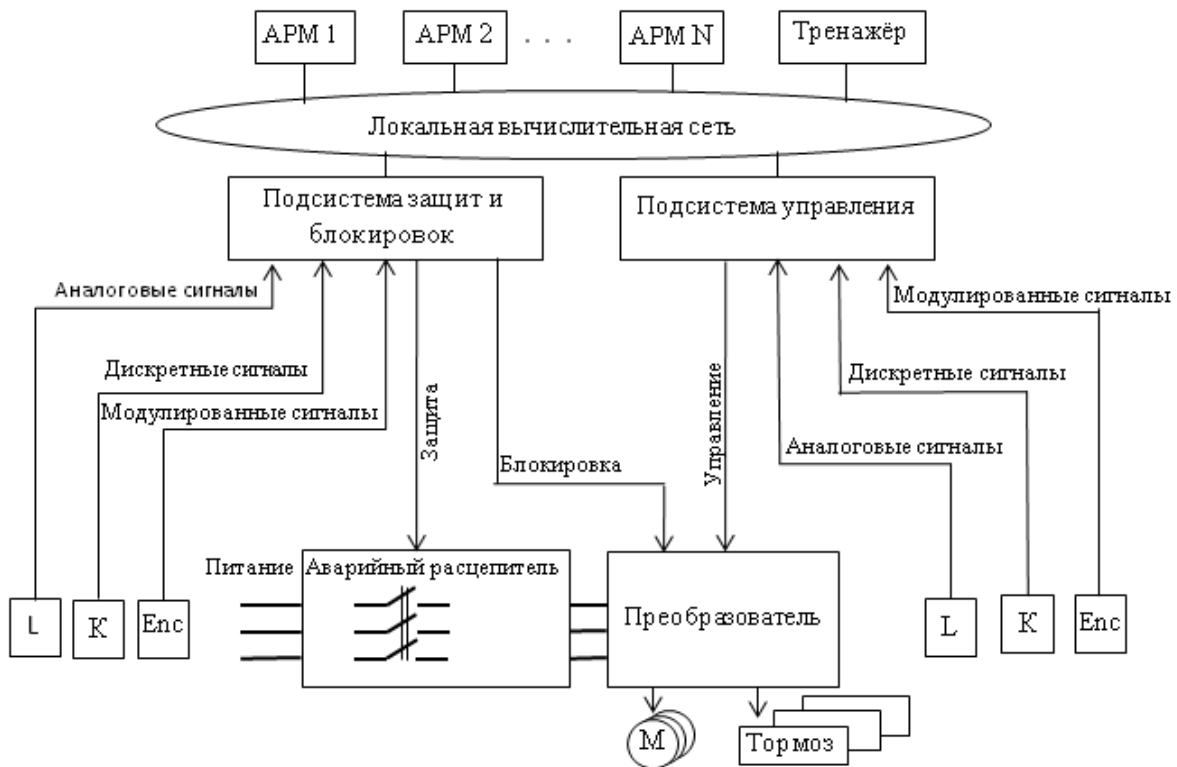 АРМ 1
АРМ 2
. . .
АРМ N
Тренажёр
Локальная вычислительная сеть
Подсистема защит и
блокировок
Подсистема управления
Аналоговые сигналы
Модулированные сигналы
Дискретные сигналы
Дискретные сигналы
Модулированные сигналы
Защита
Управление
Аналоговые сигналы
Блокировка
Питание
Аварийный расцепитель
Преобразователь
L
К
Enc
L
К
Enc
М
Тормоз